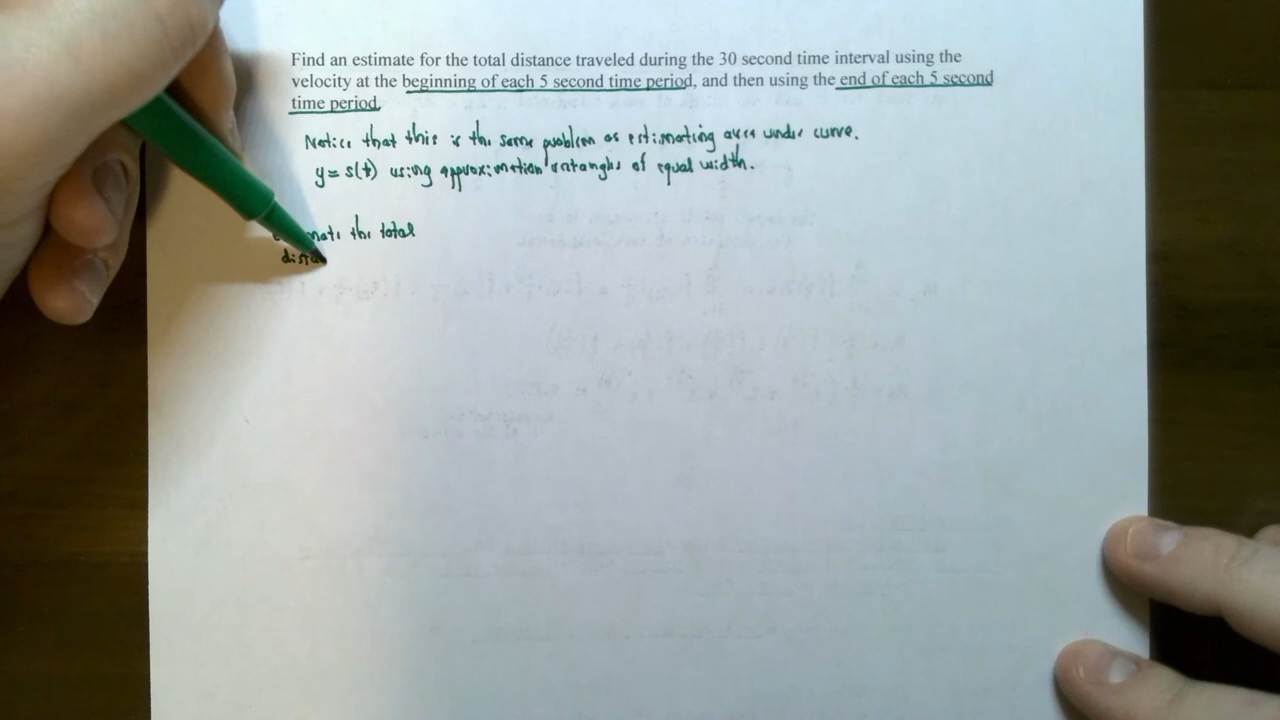 Find an estimate for the total distance traveled during the 30 second time interval using the
velocity at the beginning of each 5 second time period, and then using the end of each 5 second
time period.
Notice that this is the same problem as estimating area under curve.
y = s(t) using approximation rectangles of equal width.
the total